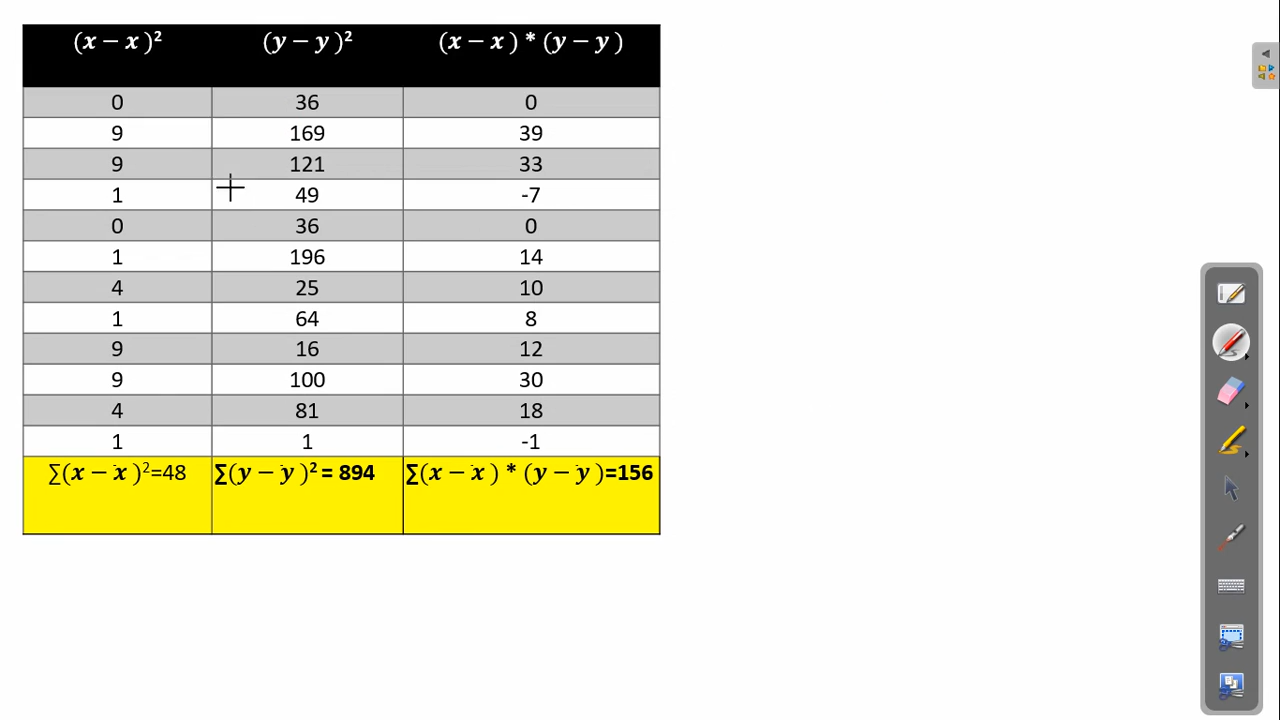 (x − x )² (y − y )² (x − x ) * (y − y )
0 36 0
9 169 39
9 121 33
1 49 -7
0 36 0
1 196 14
4 25 10
1 64 8
9 16 12
9 100 30
4 81 18
1 1 -1
∑(x − ẋ )²=48 ∑(y − ẏ )² = 894 ∑(x − ẋ ) * (y − ẏ )=156